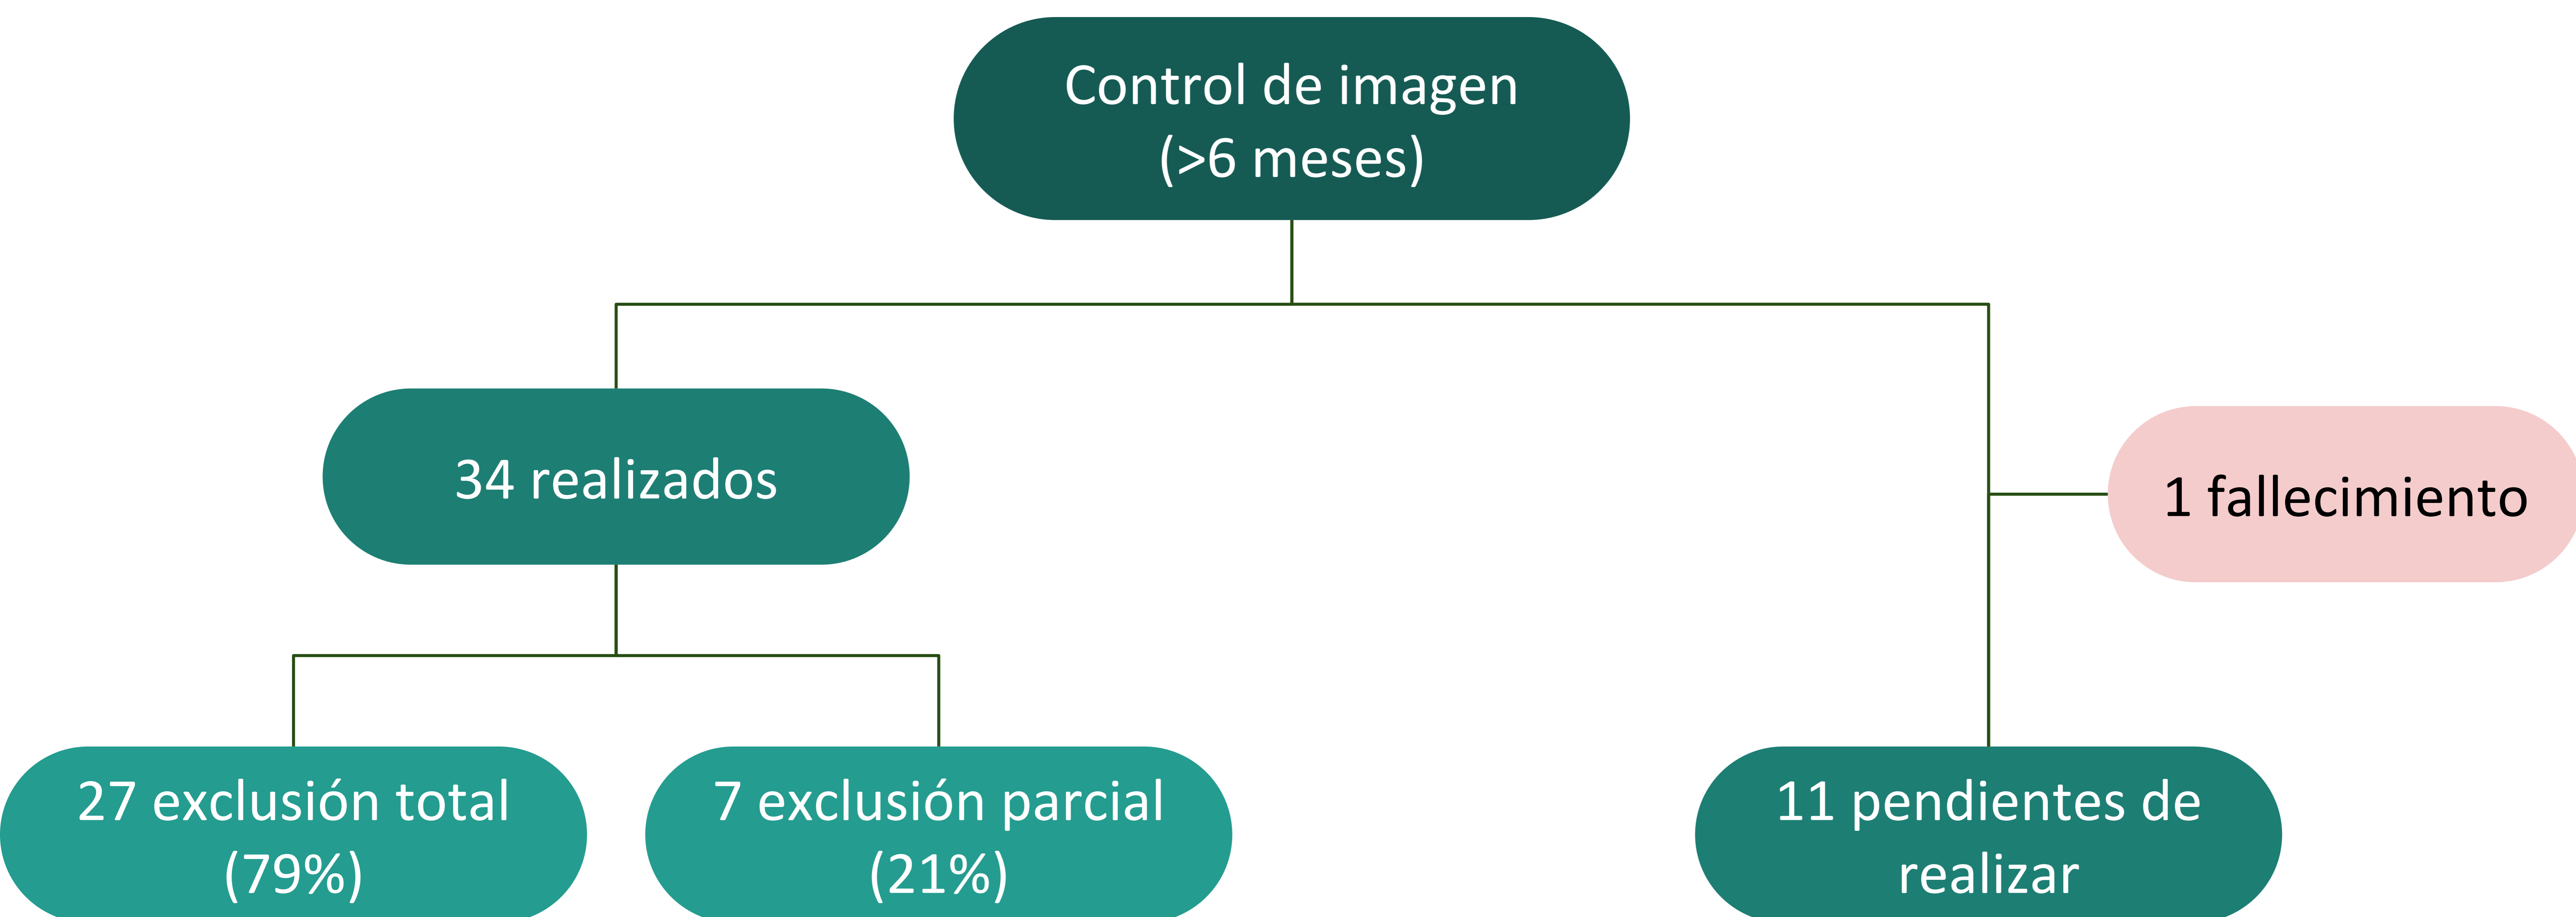 Control de imagen
(>6 meses)
34 realizados
1 fallecimiento
27 exclusión total
(79%)
7 exclusión parcial
(21%)
11 pendientes de
realizar